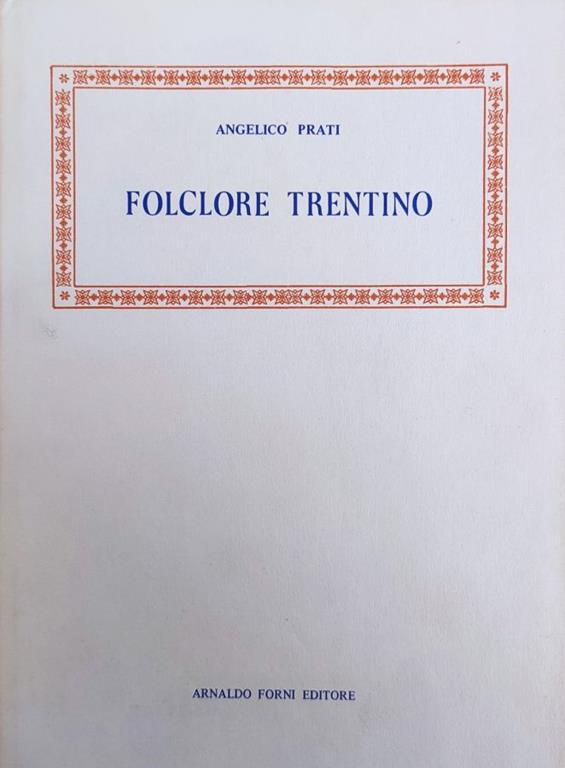 ANGELICO PRATI
FOLCLORE TRENTINO
ARNALDO FORNI EDITORE